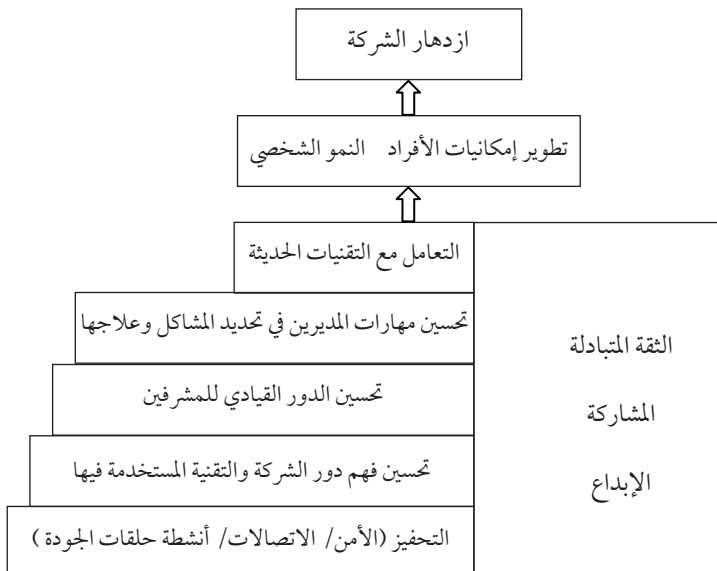 ازدهار الشركة
تطوير إمكانيات الأفراد   النمو الشخصي
التعامل مع التقنيات الحديثة
تحسين مهارات المديرين في تحديد المشاكل وعلاجها
تحسين الدور القيادي للمشرفين
تحسين فهم دور الشركة والتقنية المستخدمة فيها
التحفيز (الأمن/ الاتصالات/ أنشطة حلقات الجودة )
الثقة المتبادلة
المشاركة
الإبداع